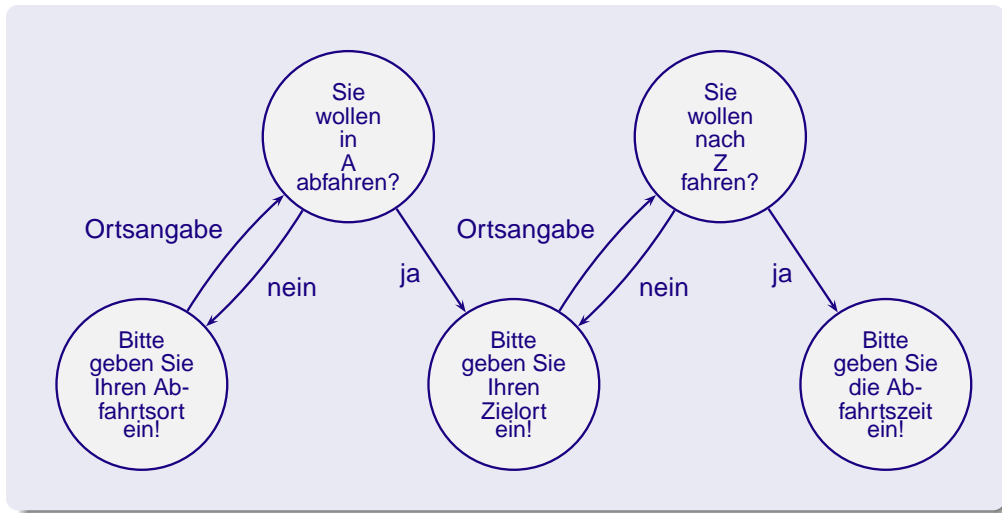 Sie
wollen
in
A
abfahren?
Sie
wollen
nach
Z
fahren?
Ortsangabe
nein
ja
Ortsangabe
nein
ja
Bitte
geben Sie
Ihren Ab-
fahrtsort
ein!
Bitte
geben Sie
Ihren
Zielort
ein!
Bitte
geben Sie
die Ab-
fahrtszeit
ein!